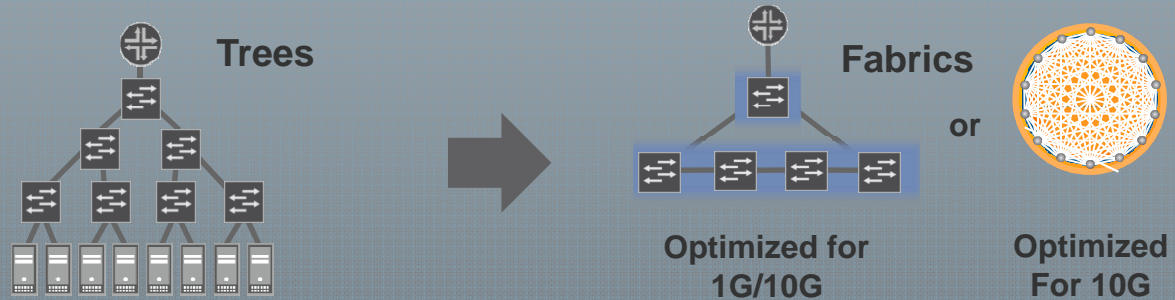 Trees
Fabrics
or
Optimized for
1G/10G
Optimized
For 10G